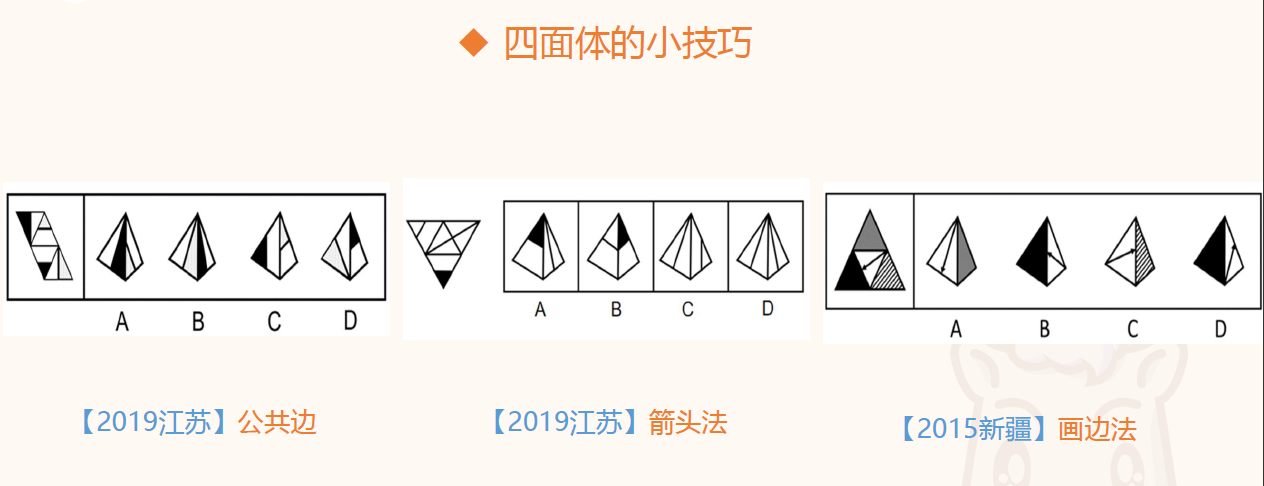 ◆ 四面体的小技巧
A B C D
A B C D
A B C D
【2019江苏】公共边
【2019江苏】箭头法
【2015新疆】画边法